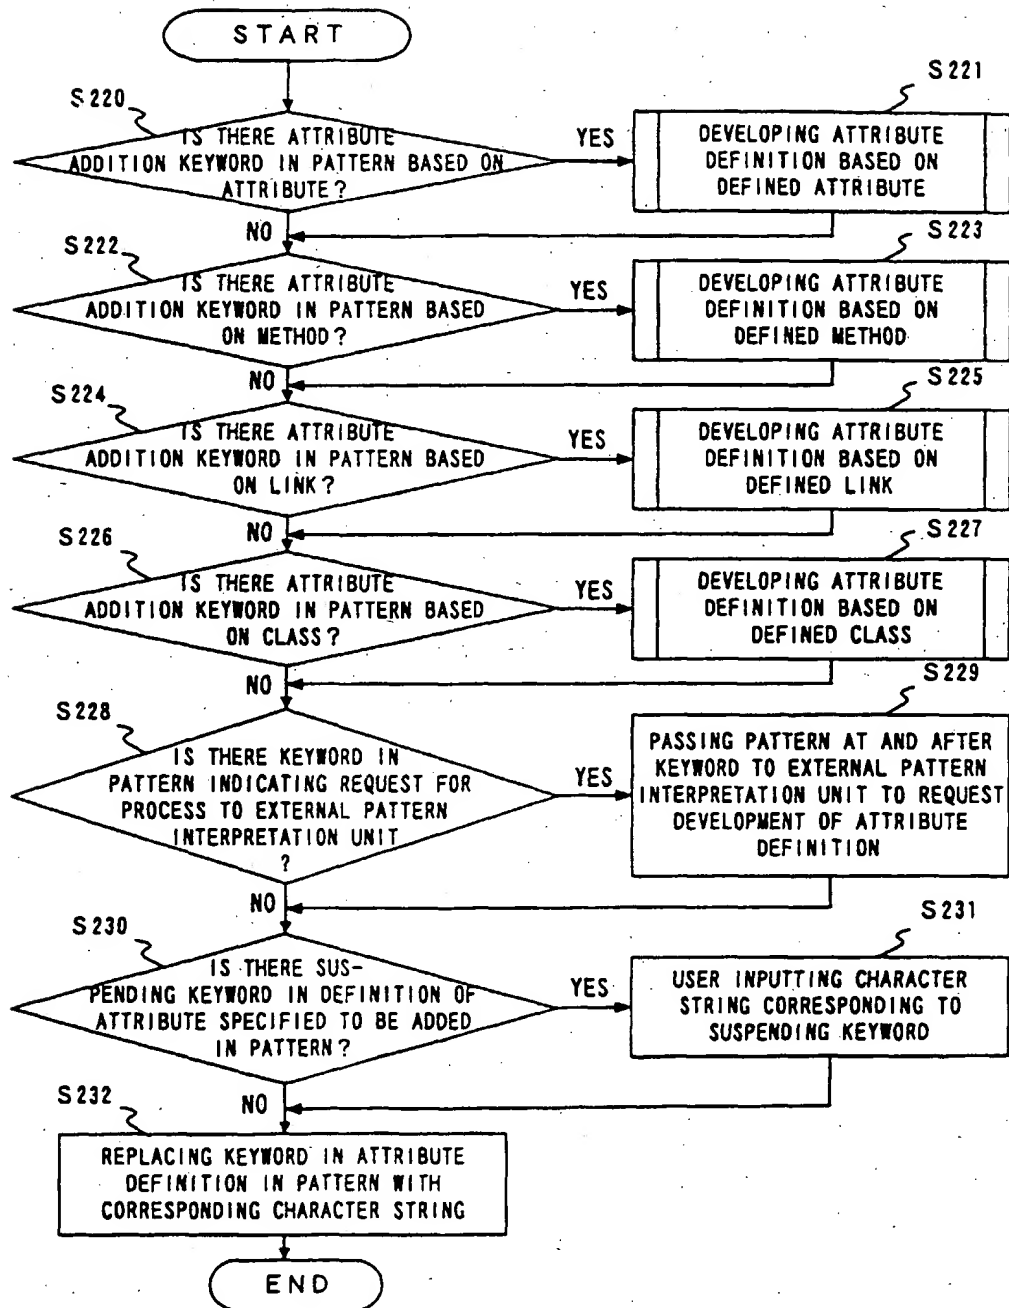 START
S220
IS THERE ATTRIBUTE
ADDITION KEYWORD IN PATTERN BASED ON
ATTRIBUTE?
YES
S221
DEVELOPING ATTRIBUTE
DEFINITION BASED ON
DEFINED ATTRIBUTE
NO
S222
IS THERE ATTRIBUTE
ADDITION KEYWORD IN PATTERN BASED
ON METHOD?
YES
S223
DEVELOPING ATTRIBUTE
DEFINITION BASED ON
DEFINED METHOD
NO
S224
IS THERE ATTRIBUTE
ADDITION KEYWORD IN PATTERN BASED
ON LINK?
YES
S225
DEVELOPING ATTRIBUTE
DEFINITION BASED ON
DEFINED LINK
NO
S226
IS THERE ATTRIBUTE
ADDITION KEYWORD IN PATTERN BASED
ON CLASS?
YES
S227
DEVELOPING ATTRIBUTE
DEFINITION BASED ON
DEFINED CLASS
NO
S228
IS THERE KEYWORD IN
PATTERN INDICATING REQUEST FOR
PROCESS TO EXTERNAL PATTERN
INTERPRETATION UNIT
?
YES
S229
PASSING PATTERN AT AND AFTER
KEYWORD TO EXTERNAL PATTERN
INTERPRETATION UNIT TO REQUEST
DEVELOPMENT OF ATTRIBUTE
DEFINITION
NO
S230
IS THERE SUS-
PENDING KEYWORD IN DEFINITION OF
ATTRIBUTE SPECIFIED TO BE ADDED
IN PATTERN?
YES
S231
USER INPUTTING CHARACTER
STRING CORRESPONDING TO
SUSPENDING KEYWORD
NO
S232
REPLACING KEYWORD IN ATTRIBUTE
DEFINITION IN PATTERN WITH
CORRESPONDING CHARACTER STRING
END